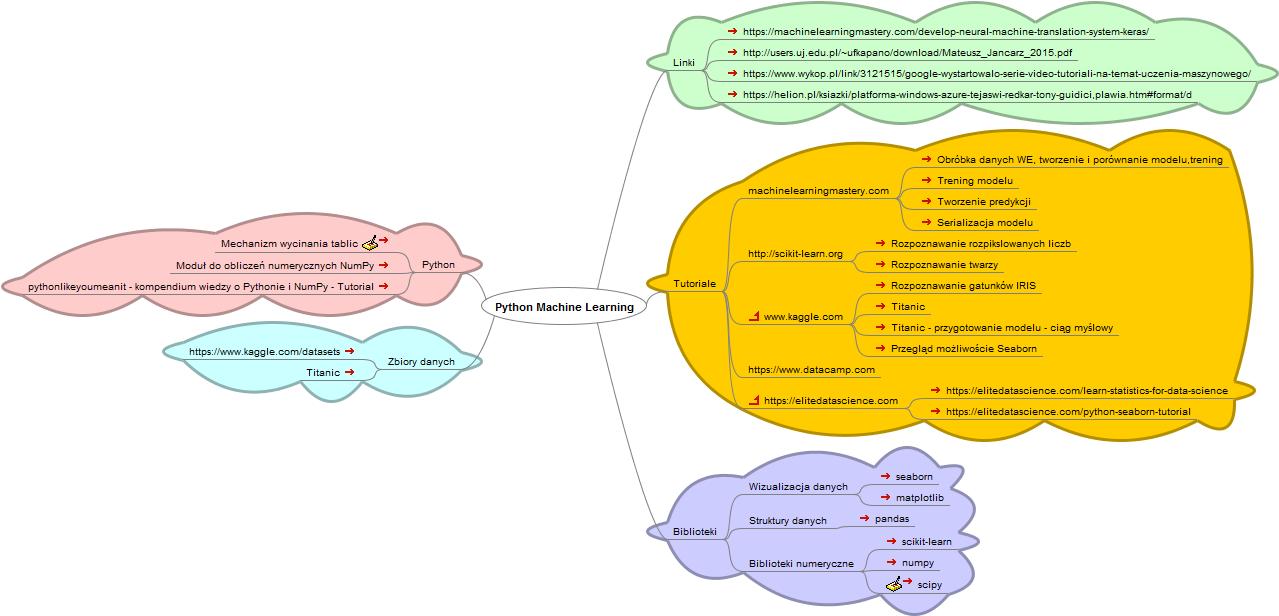 Python Machine Learning
Linki
https://machinelearningmastery.com/develop-neural-machine-translation-system-keras/
http://users.uj.edu.pl/~ufkapano/download/Mateusz_Jancarz_2015.pdf
https://www.wykop.pl/link/3121515/google-wystartowalo-serie-video-tutoriali-na-temat-uczenia-maszynowego/
https://helion.pl/ksiazki/platforma-windows-azure-tejaswi-redkar-tony-guidici,plawia.htm#format/d
Tutoriale
machinelearningmastery.com
Obróbka danych WE, tworzenie i porównanie modelu,trening
Trening modelu
Tworzenie predykcji
Serializacja modelu
http://scikit-learn.org
Rozpoznawanie rozpikslowanych liczb
Rozpoznawanie twarzy
www.kaggle.com
Rozpoznawanie gatunków IRIS
Titanic
Titanic - przygotowanie modelu - ciąg myślowy
Przegląd możliwoście Seaborn
https://www.datacamp.com
https://elitedatascience.com
https://elitedatascience.com/learn-statistics-for-data-science
https://elitedatascience.com/python-seaborn-tutorial
Biblioteki
Wizualizacja danych
seaborn
matplotlib
Struktury danych
pandas
Biblioteki numeryczne
scikit-learn
numpy
scipy
Python
Mechanizm wycinania tablic
Moduł do obliczeń numerycznych NumPy
pythonlikeyoumeanit - kompendium wiedzy o Pythonie i NumPy - Tutorial
Zbiory danych
https://www.kaggle.com/datasets
Titanic